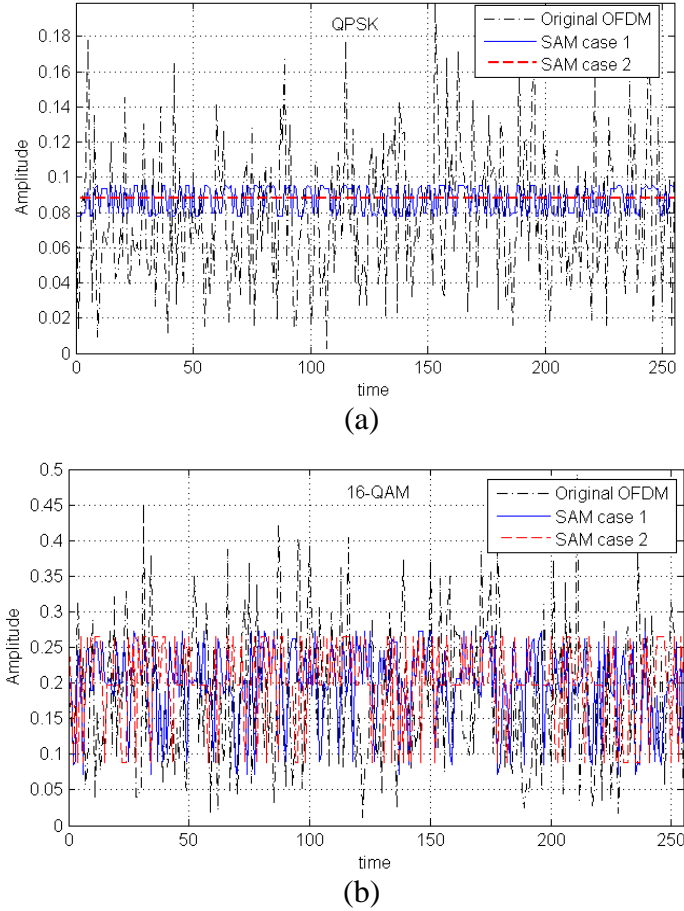 QPSK
Original OFDM
SAM case 1
SAM case 2
0.18
0.16
0.14
0.12
0.1
0.08
0.06
0.04
0.02
0
Amplitude
0 50 100 150 200 250
time
(a)
16-QAM
Original OFDM
SAM case 1
SAM case 2
0.5
0.45
0.4
0.35
0.3
0.25
0.2
0.15
0.1
0.05
0
Amplitude
0 50 100 150 200 250
time
(b)